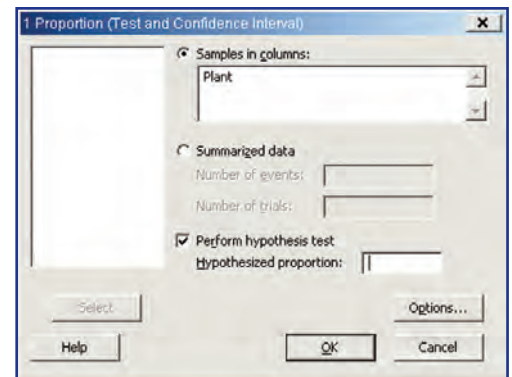 1 Proportion (Test and Confidence Interval)
Samples in columns:
Plant
Summarized data
Number of events:
Number of trials:
Perform hypothesis test
Hypothesized proportion:
Select
Options...
Help
OK
Cancel